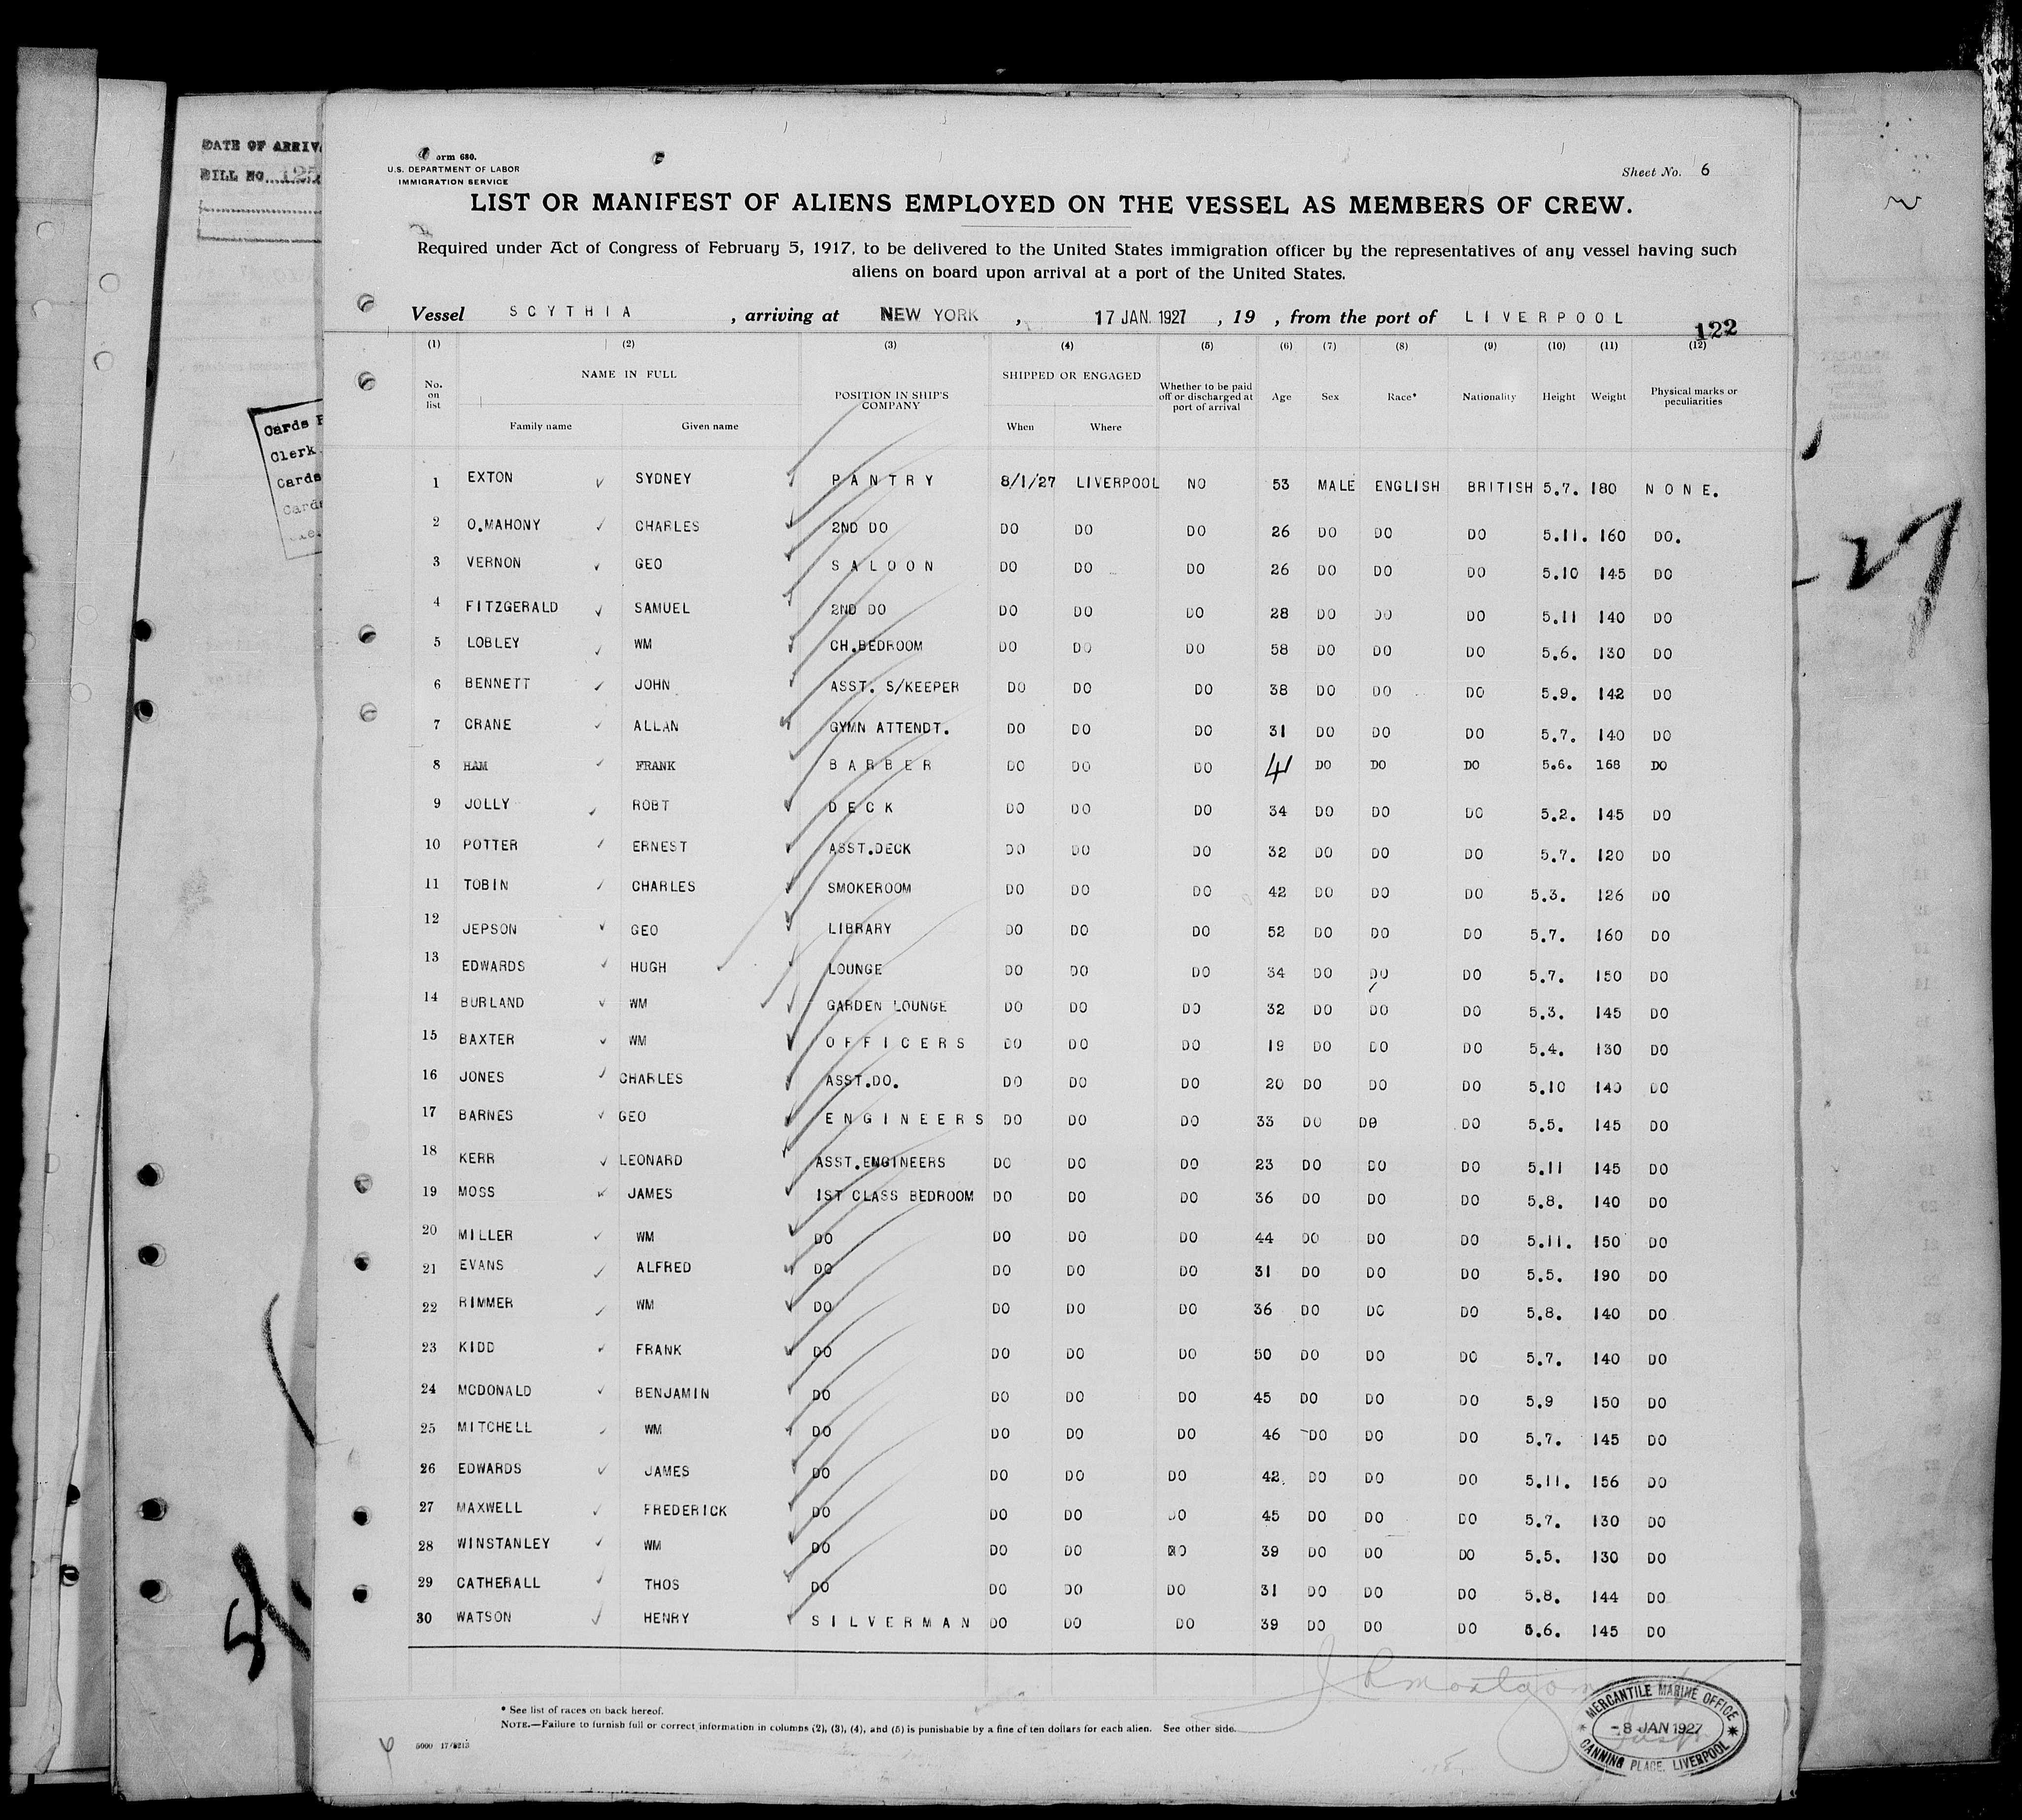 DATE OF ARRIV
BILL NO. 125
Cards
Clerk
Cards
Cards
Form 680.
U.S. DEPARTMENT OF LABOR
IMMIGRATION SERVICE
Sheet No. 6
LIST OR MANIFEST OF ALIENS EMPLOYED ON THE VESSEL AS MEMBERS OF CREW.
Required under Act of Congress of February 5, 1917, to be delivered to the United States immigration officer by the representatives of any vessel having such
aliens on board upon arrival at a port of the United States.
Vessel SCYTHIA , arriving at NEW YORK , 17 JAN. 1927 , 19 , from the port of LIVERPOOL
122
(1) (2) (3) (4) (5) (6) (7) (8) (9) (10) (11) (12)
No. on list NAME IN FULL Family name Given name POSITION IN SHIP'S COMPANY SHIPPED OR ENGAGED When Where Whether to be paid off or discharged at port of arrival Age Sex Race* Nationality Height Weight Physical marks or peculiarities
1 EXTON SYDNEY PANTRY 8/1/27 LIVERPOOL NO 53 MALE ENGLISH BRITISH 5.7. 180 NONE.
2 O.MAHONY CHARLES 2ND DO DO DO DO 26 DO DO DO 5.11. 160 DO.
3 VERNON GEO SALOON DO DO DO 26 DO DO DO 5.10 145 DO
4 FITZGERALD SAMUEL 2ND DO DO DO DO 28 DO DO DO 5.11 140 DO
5 LOBLEY WM CH.BEDROOM DO DO DO 58 DO DO DO 5.6. 130 DO
6 BENNETT JOHN ASST. S/KEEPER DO DO DO 38 DO DO DO 5.9. 142 DO
7 CRANE ALLAN GYMN ATTENDT. DO DO DO 31 DO DO DO 5.7. 140 DO
8 HAM FRANK BARBER DO DO DO 41 DO DO DO 5.6. 168 DO
9 JOLLY ROBT DECK DO DO DO 34 DO DO DO 5.2. 145 DO
10 POTTER ERNEST ASST.DECK DO DO DO 32 DO DO DO 5.7. 120 DO
11 TOBIN CHARLES SMOKEROOM DO DO DO 42 DO DO DO 5.3. 126 DO
12 JEPSON GEO LIBRARY DO DO DO 52 DO DO DO 5.7. 160 DO
13 EDWARDS HUGH LOUNGE DO DO DO 34 DO DO DO 5.7. 150 DO
14 BURLAND WM GARDEN LOUNGE DO DO DO 32 DO DO DO 5.3. 145 DO
15 BAXTER WM OFFICERS DO DO DO 19 DO DO DO 5.4. 130 DO
16 JONES CHARLES ASST.DO. DO DO DO 20 DO DO DO 5.10 140 DO
17 BARNES GEO ENGINEERS DO DO DO 33 DO DO DO 5.5. 145 DO
18 KERR LEONARD ASST.ENGINEERS DO DO DO 23 DO DO DO 5.11 145 DO
19 MOSS JAMES 1ST CLASS BEDROOM DO DO DO 36 DO DO DO 5.8. 140 DO
20 MILLER WM DO DO DO DO 44 DO DO DO 5.11. 150 DO
21 EVANS ALFRED DO DO DO DO 31 DO DO DO 5.5. 190 DO
22 RIMMER WM DO DO DO DO 36 DO DO DO 5.8. 140 DO
23 KIDD FRANK DO DO DO DO 50 DO DO DO 5.7. 140 DO
24 MCDONALD BENJAMIN DO DO DO DO 45 DO DO DO 5.9 150 DO
25 MITCHELL WM DO DO DO DO 46 DO DO DO 5.7. 145 DO
26 EDWARDS JAMES DO DO DO DO 42. DO DO DO 5.11. 156 DO
27 MAXWELL FREDERICK DO DO DO DO 45 DO DO DO 5.7. 130 DO
28 WINSTANLEY WM DO DO DO DO 39 DO DO DO 5.5. 130 DO
29 CATHERALL THOS DO DO DO DO 31 DO DO DO 5.8. 144 DO
30 WATSON HENRY SILVERMAN DO DO DO 39 DO DO DO 5.6. 145 DO
* See list of races on back hereof.
NOTE.—Failure to furnish full or correct information in columns (2), (3), (4), and (5) is punishable by a fine of ten dollars for each alien. See other side.
5000 17/8213
MERCANTILE MARINE OFFICE
-8 JAN 1927
CANNING PLACE, LIVERPOOL
27